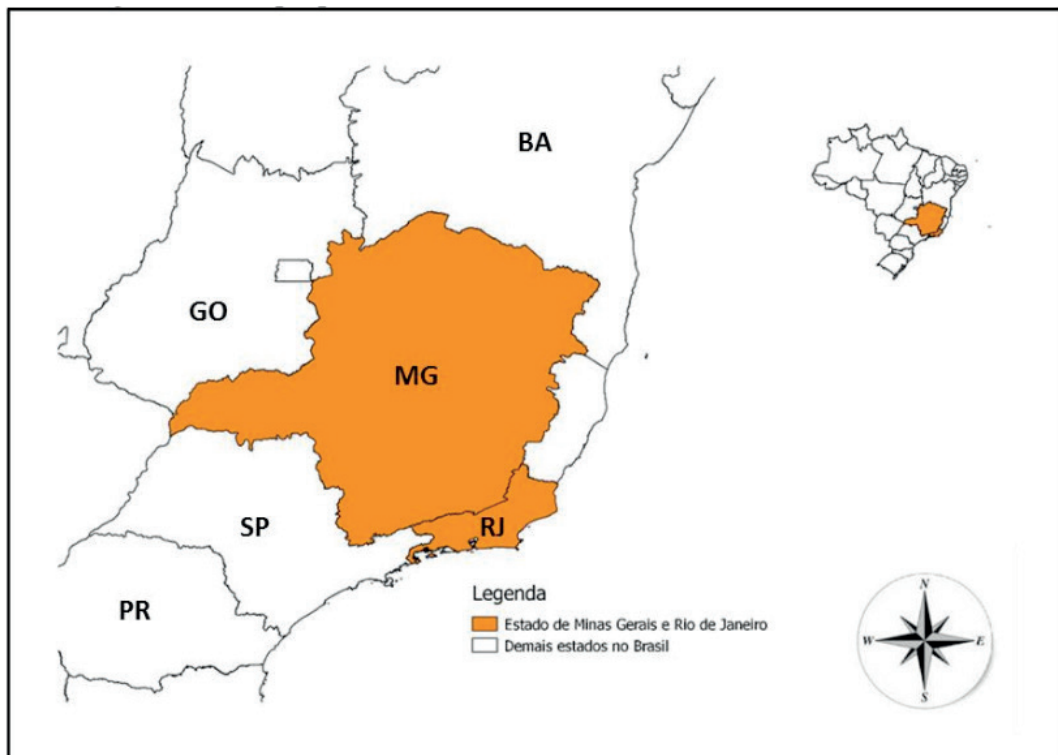 BA
GO
MG
SP
RJ
PR
Legenda
Estado de Minas Gerais e Rio de Janeiro
Demais estados no Brasil
N
W
E
S